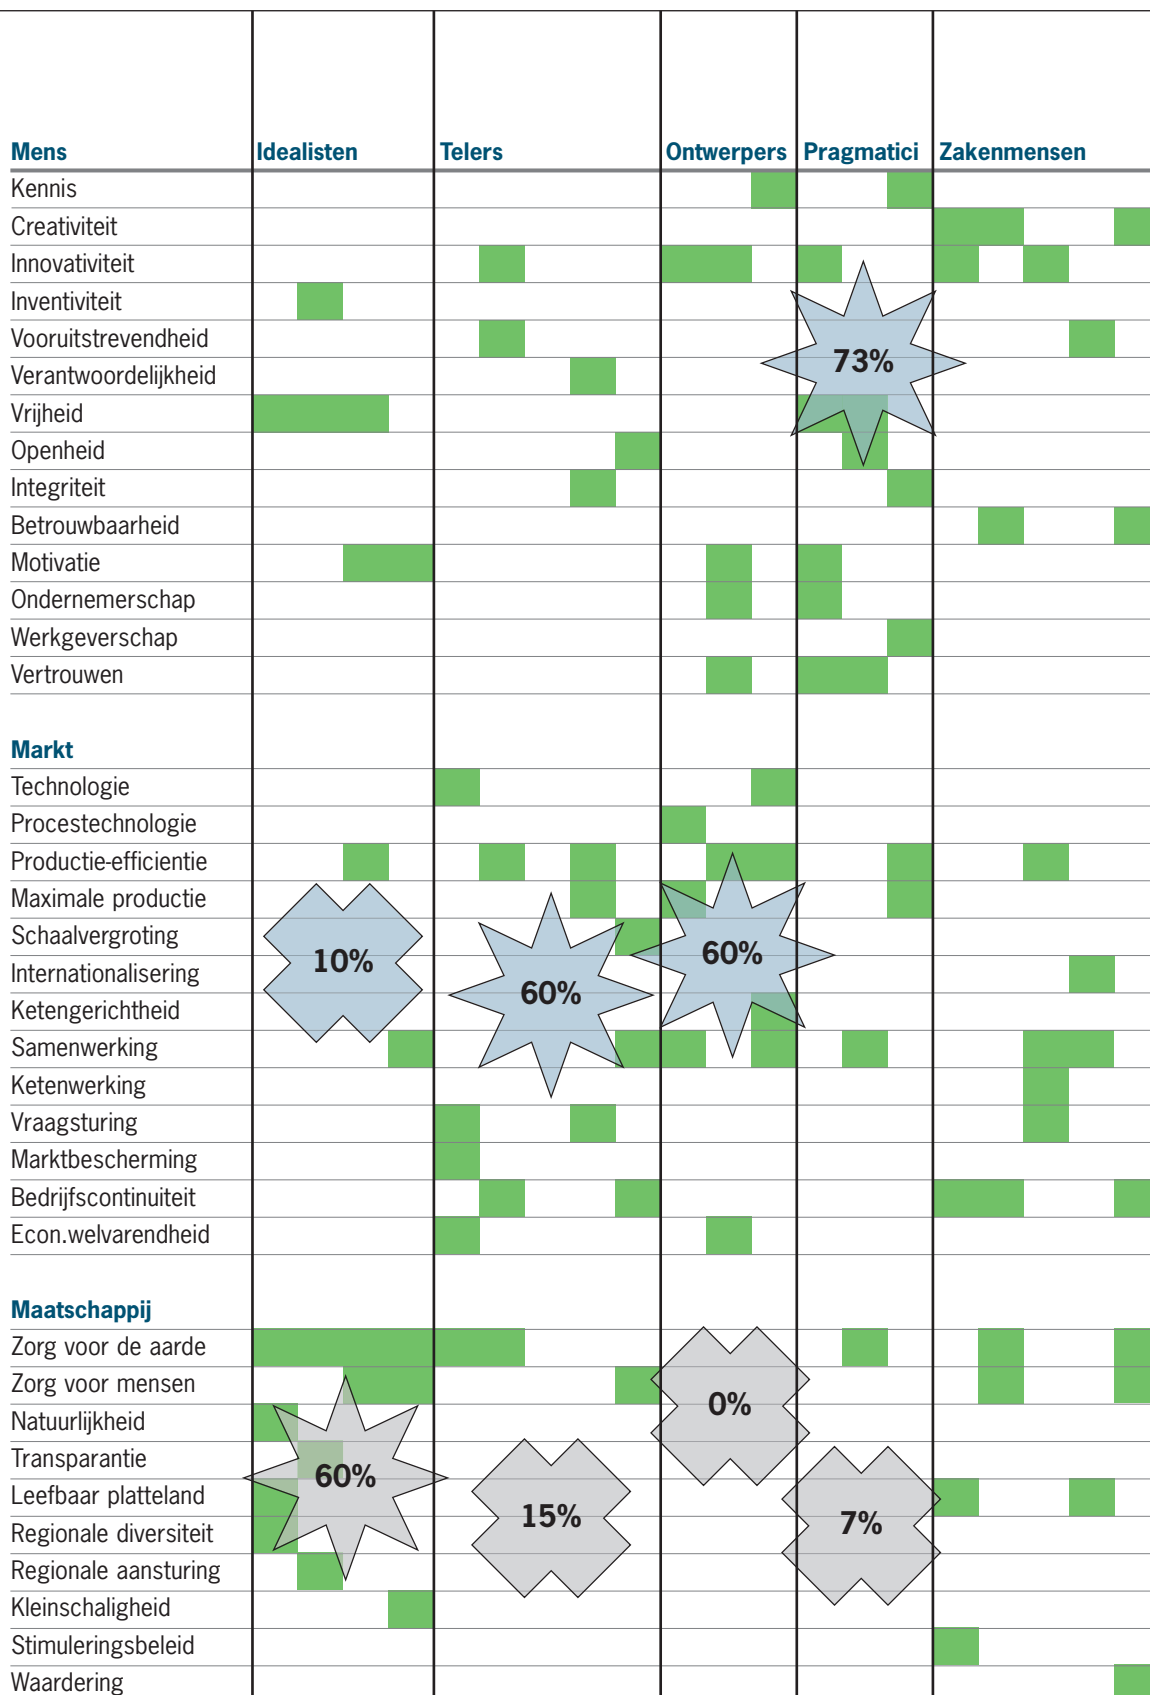 Mens Idealisten Telers Ontwerpers Pragmatici Zakenmensen
Kennis
Creativiteit
Innovativiteit
Inventiviteit
Vooruitstrevendheid
73%
Verantwoordelijkheid
Vrijheid
Openheid
Integriteit
Betrouwbaarheid
Motivatie
Ondernemerschap
Werkgeverschap
Vertrouwen
Markt
Technologie
Procestechnologie
Productie-efficientie
Maximale productie
Schaalvergroting
10% 60% 60%
Internationalisering
Ketengerichtheid
Samenwerking
Ketenwerking
Vraagsturing
Marktbescherming
Bedrijfscontinuiteit
Econ.welvarendheid
Maatschappij
Zorg voor de aarde
Zorg voor mensen
0%
Natuurlijkheid
Transparantie
60%
Leefbaar platteland
15% 7%
Regionale diversiteit
Regionale aansturing
Kleinschaligheid
Stimuleringsbeleid
Waardering